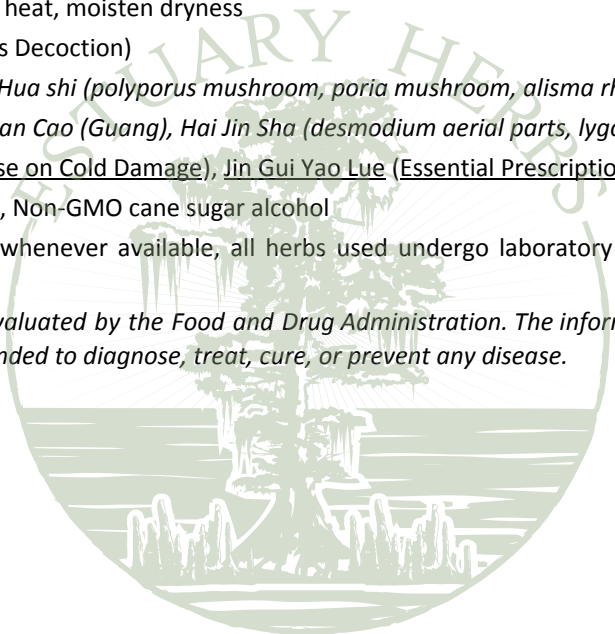 heat, moisten dryness
s Decoction)
Hua shi (polyporus mushroom, poria mushroom, alisma rh
an Cao (Guang), Hai Jin Sha (desmodium aerial parts, lygo
se on Cold Damage), Jin Gui Yao Lue (Essential Prescriptio
, Non-GMO cane sugar alcohol
whenever available, all herbs used undergo laboratory
valuated by the Food and Drug Administration. The inforr
nded to diagnose, treat, cure, or prevent any disease.
ESTUARY HERBS